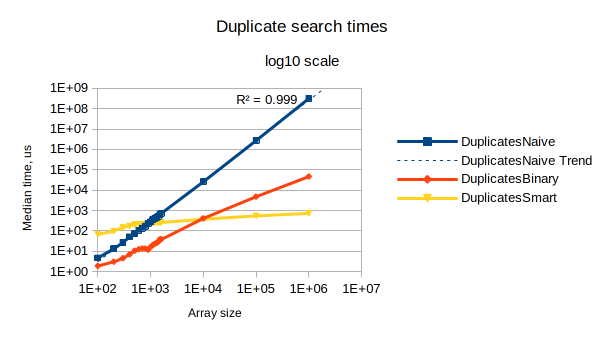 Duplicate search times
log10 scale
R² = 0.999
1E+09
1E+08
1E+07
1E+06
1E+05
1E+04
1E+03
1E+02
1E+01
1E+00
Median time, us
1E+02 1E+03 1E+04 1E+05 1E+06 1E+07
Array size
DuplicatesNaive
DuplicatesNaive Trend
DuplicatesBinary
DuplicatesSmart